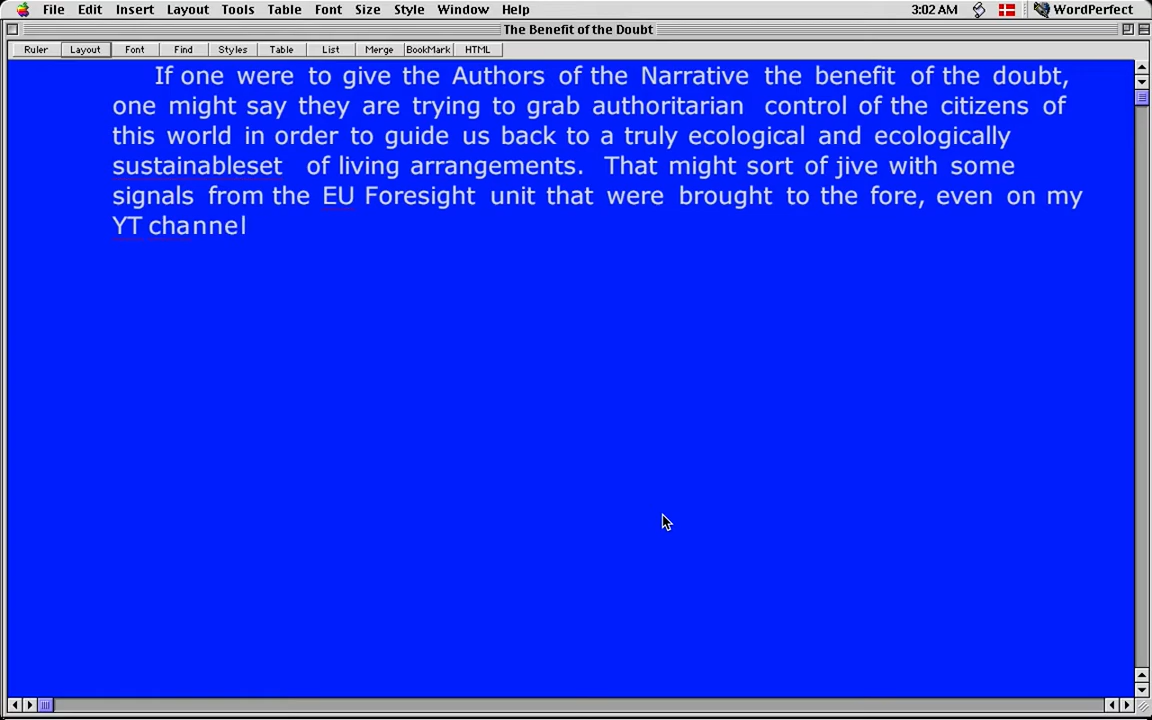 File Edit Insert Layout Tools Table Font Size Style Window Help 3:02 AM WordPerfect
The Benefit of the Doubt
Ruler Layout Font Find Styles Table List Merge BookMark HTML
If one were to give the Authors of the Narrative the benefit of the doubt,
one might say they are trying to grab authoritarian control of the citizens of
this world in order to guide us back to a truly ecological and ecologically
sustainableset of living arrangements. That might sort of jive with some
signals from the EU Foresight unit that were brought to the fore, even on my
YT channel